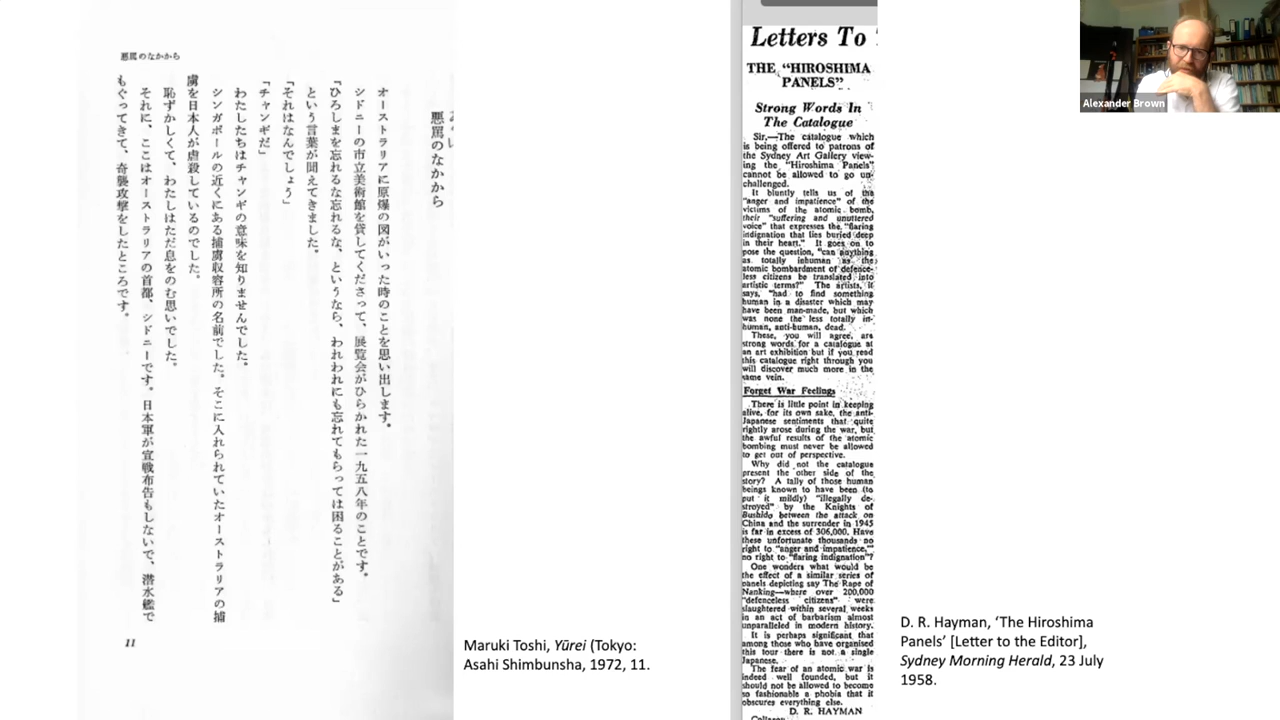 悪罵のなかから
悪罵のなかから
オーストラリアに原爆の図がいった時のことを思い出します。
シドニーの市立美術館を貸してくださって、展覧会がひらかれた一九五八年のことです。
「ひろしまを忘れるな忘れるな、というなら、われわれにも忘れてもらっては困ることがある」
という言葉が聞えてきました。
「それはなんでしょう」
「チャンギだ」
わたしたちはチャンギの意味を知りませんでした。
シンガポールの近くにある捕虜収容所の名前でした。そこに入れられていたオーストラリアの捕
虜を日本人が虐殺しているのでした。
恥ずかしくて、わたしはただ息をのむ思いでした。
それに、ここはオーストラリアの首都、シドニーです。日本軍が宣戦布告もしないで、潜水艦で
もぐってきて、奇襲攻撃をしたところです。
11
Maruki Toshi, Yūrei (Tokyo:
Asahi Shimbunsha, 1972, 11.
Letters To
THE “HIROSHIMA
PANELS”
Strong Words In
The Catalogue
Sir,—The catalogue which
is being offered to patrons of
the Sydney Art Gallery view-
ing the “Hiroshima Panels”
cannot be allowed to go un-
challenged.
It bluntly tells us of the
“anger and impatience” of the
victims of the atomic bomb,
their “suffering and unuttered
voice” that expresses the “flaring
indignation that lies buried deep
in their heart.” It goes on to
pose the question, “can anything
as totally inhuman as the
atomic bombardment of defence-
less citizens be translated into
artistic terms?” The artists, it
says, “had to find something
human in a disaster which may
have been man-made, but which
was none the less totally in-
human, anti-human, dead.
These, you will agree, are
strong words for a catalogue at
an art exhibition but if you read
this catalogue right through you
will discover much more in the
same vein.
Forget War Feelings
There is little point in keeping
alive, for its own sake, the anti-
Japanese sentiments that quite
rightly arose during the war, but
the awful results of the atomic
bombing must never be allowed
to get out of perspective.
Why did not the catalogue
present the other side of the
story? A tally of those human
beings known to have been (to
put it mildly) “illegally de-
stroyed” by the Knights of
Bushido between the attack on
China and the surrender in 1945
is far in excess of 306,000. Have
these unfortunate thousands no
right to “anger and impatience,”
no right to “flaring indignation”?
One wonders what would be
the effect of a similar series of
panels depicting say The Rape of
Nanking—where over 200,000
“defenceless citizens” were
slaughtered within several weeks
in an act of barbarism almost
unparalleled in modern history.
It is perhaps significant that
among those who have organised
this tour there is not a single
Japanese.
The fear of an atomic war is
indeed well founded, but it
should not be allowed to become
so fashionable a phobia that it
obscures everything else.
D. R. HAYMAN
D. R. Hayman, ‘The Hiroshima
Panels’ [Letter to the Editor],
Sydney Morning Herald, 23 July
1958.
Alexander Brown